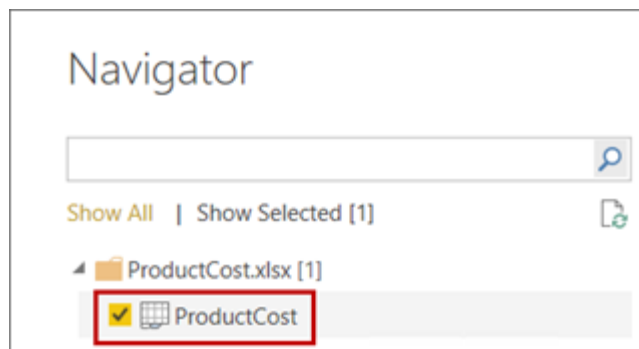 Navigator
Show All | Show Selected [1]
ProductCost.xlsx [1]
ProductCost